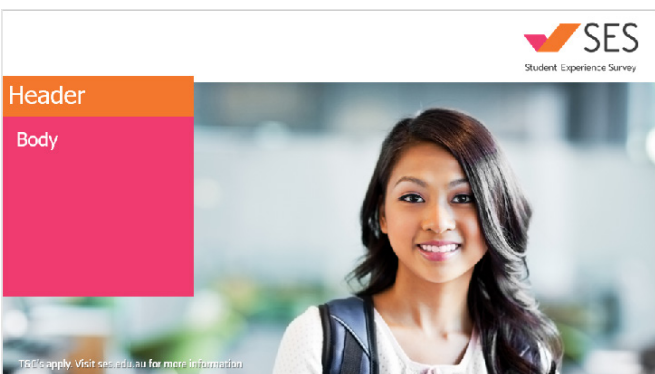 SES
Student Experience Survey
Header
Body
T&C's apply. Visit ses.edu.au for more information